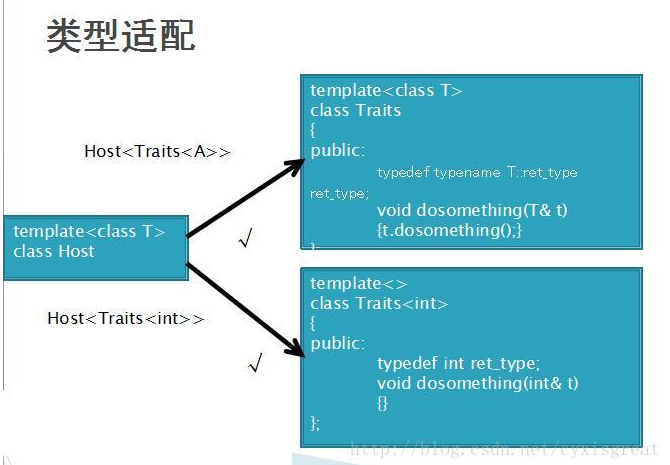 类型适配
Host<Traits<A>>
template<class T>
class Host
√
Host<Traits<int>>
√
template<class T>
class Traits
{
public:
typedef typename T::ret_type
ret_type;
void dosomething(T& t)
{t.dosomething();}
};
template<>
class Traits<int>
{
public:
typedef int ret_type;
void dosomething(int& t)
{}
};
http://blog.csdn.net/cyxisgreat